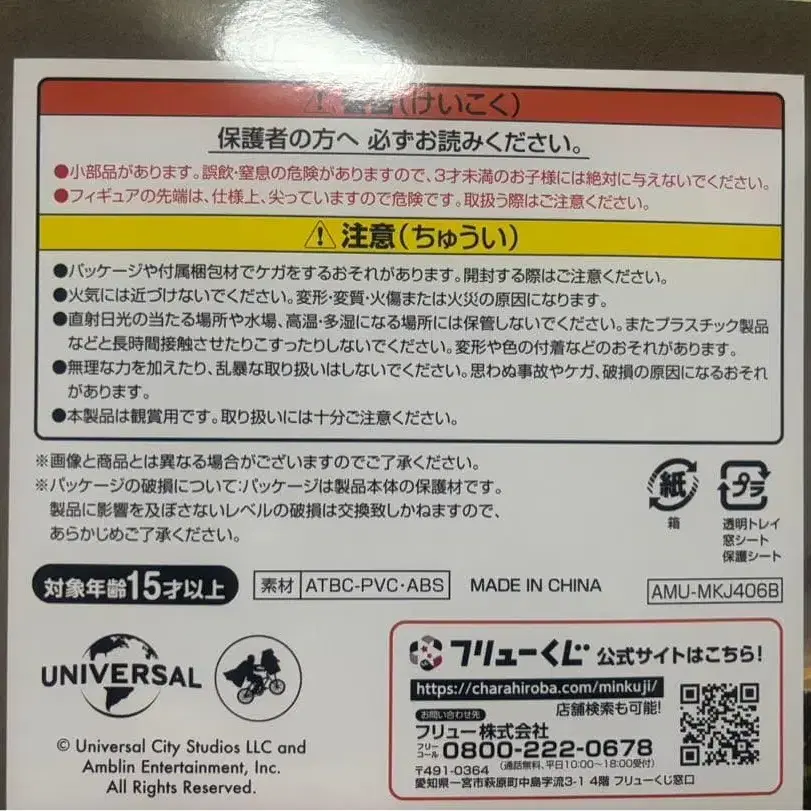 ⚠警告(けいこく)
保護者の方へ 必ずお読みください。
●小部品があります。誤飲・窒息の危険がありますので、3才未満のお子様には絶対に与えないでください。
●フィギュアの先端は、仕様上、尖っていますので危険です。取扱う際はご注意ください。
⚠注意(ちゅうい)
●パッケージや付属梱包材でケガをするおそれがあります。開封する際はご注意ください。
●火気には近づけないでください。変形・変質・火傷または火災の原因になります。
●直射日光の当たる場所や水場、高温・多湿になる場所には保管しないでください。またプラスチック製品
などと長時間接触させたりこすったりしないでください。変形や色の付着などのおそれがあります。
●無理な力を加えたり、乱暴な取り扱いはしないでください。思わぬ事故やケガ、破損の原因になるおそれ
があります。
●本製品は観賞用です。取り扱いには十分ご注意ください。
※画像と商品とは異なる場合がございますのでご了承ください。
※パッケージの破損について:パッケージは製品本体の保護材です。
製品に影響を及ぼさないレベルの破損は交換致しかねますので、
あらかじめご了承ください。
紙
箱
プラ
透明トレイ
窓シート
保護シート
対象年齢15才以上
素材 ATBC-PVC・ABS
MADE IN CHINA
AMU-MKJ406B
UNIVERSAL
© Universal City Studios LLC and
Amblin Entertainment, Inc.
All Rights Reserved.
フリューくじ 公式サイトはこちら!
https://charahiroba.com/minkuji/
店舗検索も可能!
お問い合わせ先
フリュー株式会社
フリーコール 0800-222-0678
(通話無料、平日10:00～18:00受付)
〒491-0364
愛知県一宮市萩原町中島字流3-1 4階 フリューくじ窓口